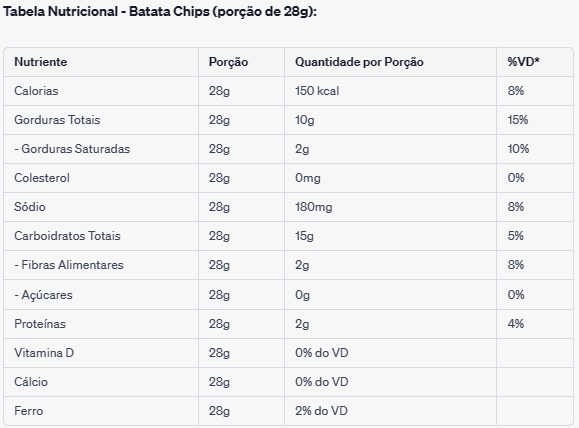 Tabela Nutricional - Batata Chips (porção de 28g):
Nutriente Porção Quantidade por Porção %VD*
Calorias 28g 150 kcal 8%
Gorduras Totais 28g 10g 15%
- Gorduras Saturadas 28g 2g 10%
Colesterol 28g 0mg 0%
Sódio 28g 180mg 8%
Carboidratos Totais 28g 15g 5%
- Fibras Alimentares 28g 2g 8%
- Açúcares 28g 0g 0%
Proteínas 28g 2g 4%
Vitamina D 28g 0% do VD
Cálcio 28g 0% do VD
Ferro 28g 2% do VD